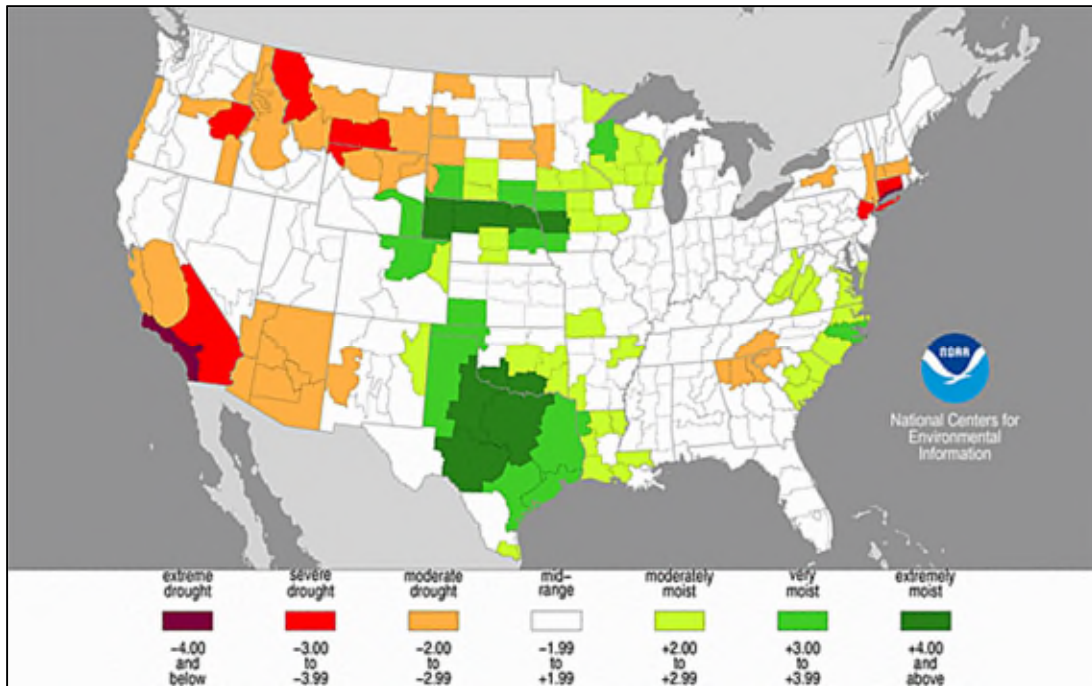 NOAA
National Centers for
Environmental
Information
extreme drought
severe drought
moderate drought
mid-range
moderately moist
very moist
extremely moist
-4.00 and below
-3.00 to -3.99
-2.00 to -2.99
-1.99 to +1.99
+2.00 to +2.99
+3.00 to +3.99
+4.00 and above